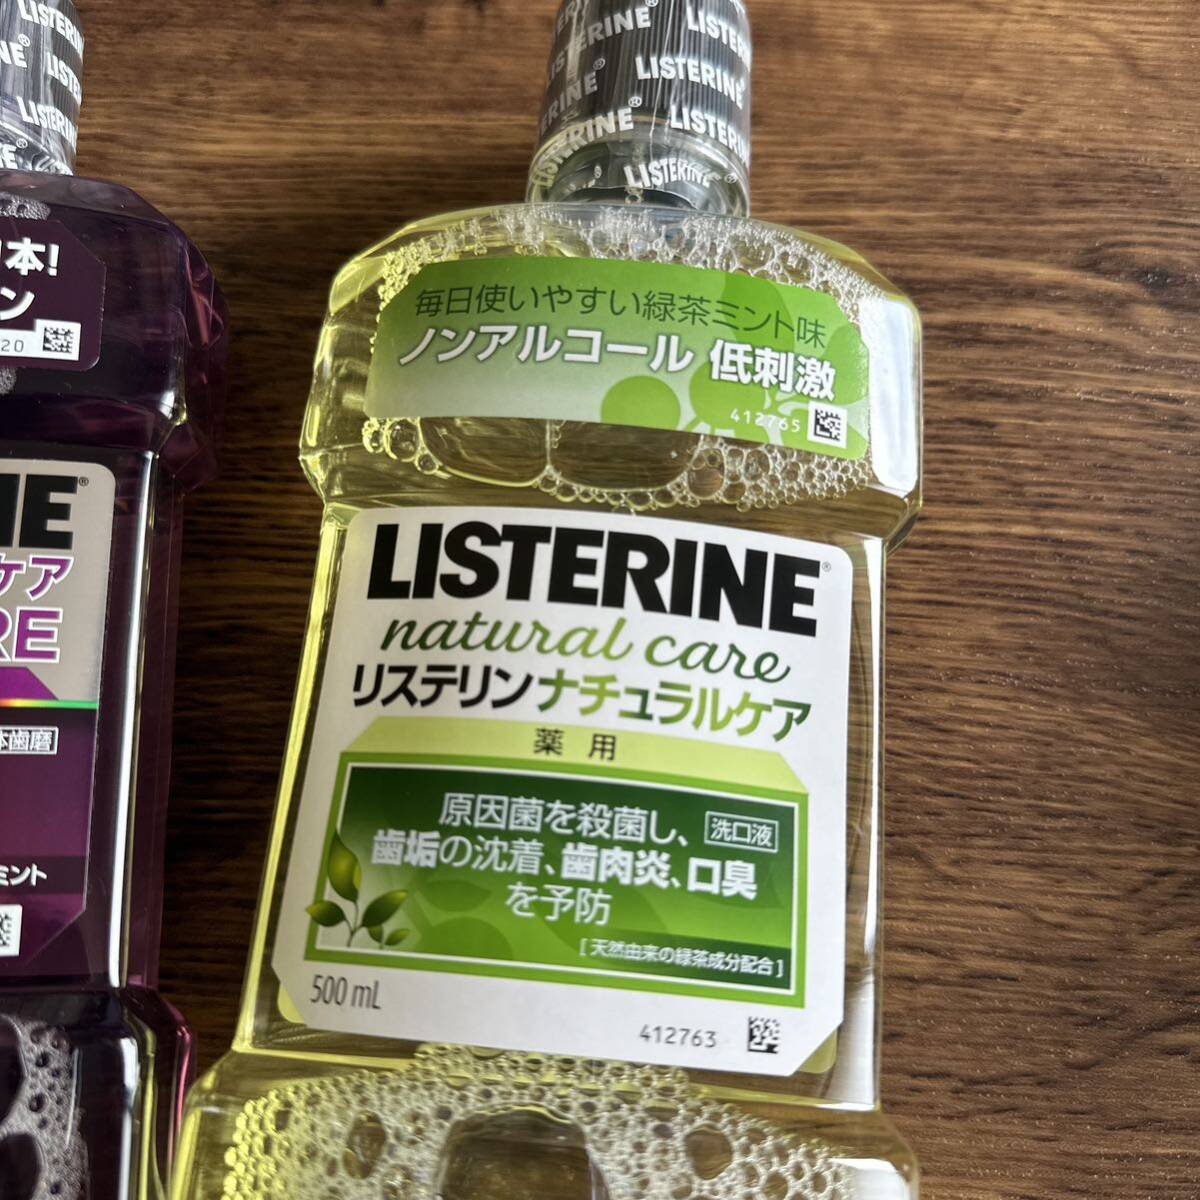 LISTERINE
LISTERINE
LISTERINE
LISTERINE
本!
ン
20
毎日使いやすい緑茶ミント味
ノンアルコール 低刺激
412765
LISTERINE®
natural care
リステリンナチュラルケア
薬用
原因菌を殺菌し、 洗口液
歯垢の沈着、歯肉炎、口臭
を予防
[天然由来の緑茶成分配合]
500 mL
412763
NE®
ケア
RE
体歯磨
ミント